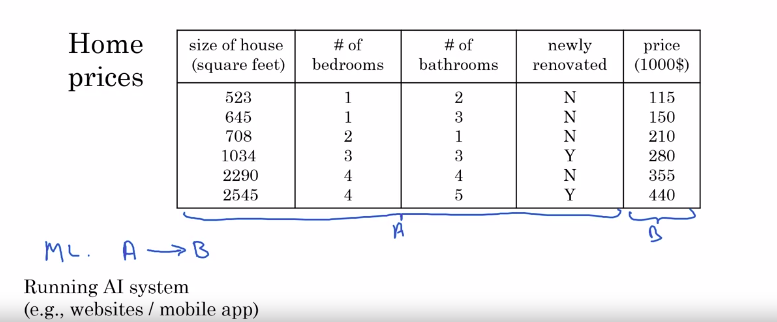 Home prices
size of house (square feet) # of bedrooms # of bathrooms newly renovated price (1000$)
523 1 2 N 115
645 1 3 N 150
708 2 1 N 210
1034 3 3 Y 280
2290 4 4 N 355
2545 4 5 Y 440
A B
ML. A → B
Running AI system
(e.g., websites / mobile app)